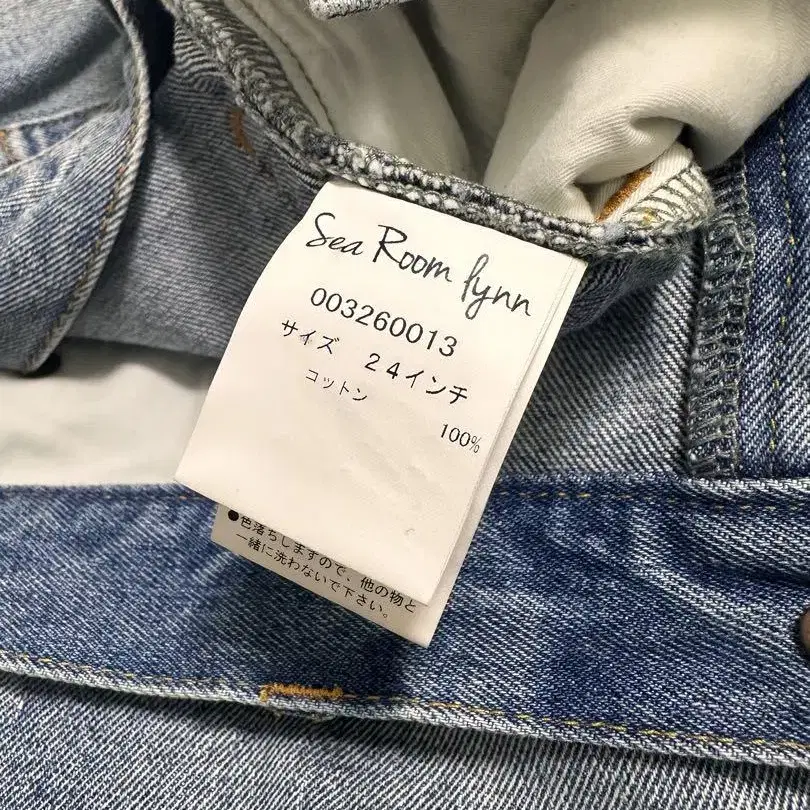 Sea Room lynn
003260013
サイズ 24インチ
コットン
100%
●色落ちしますので、他の物と
一緒に洗わないで下さい。